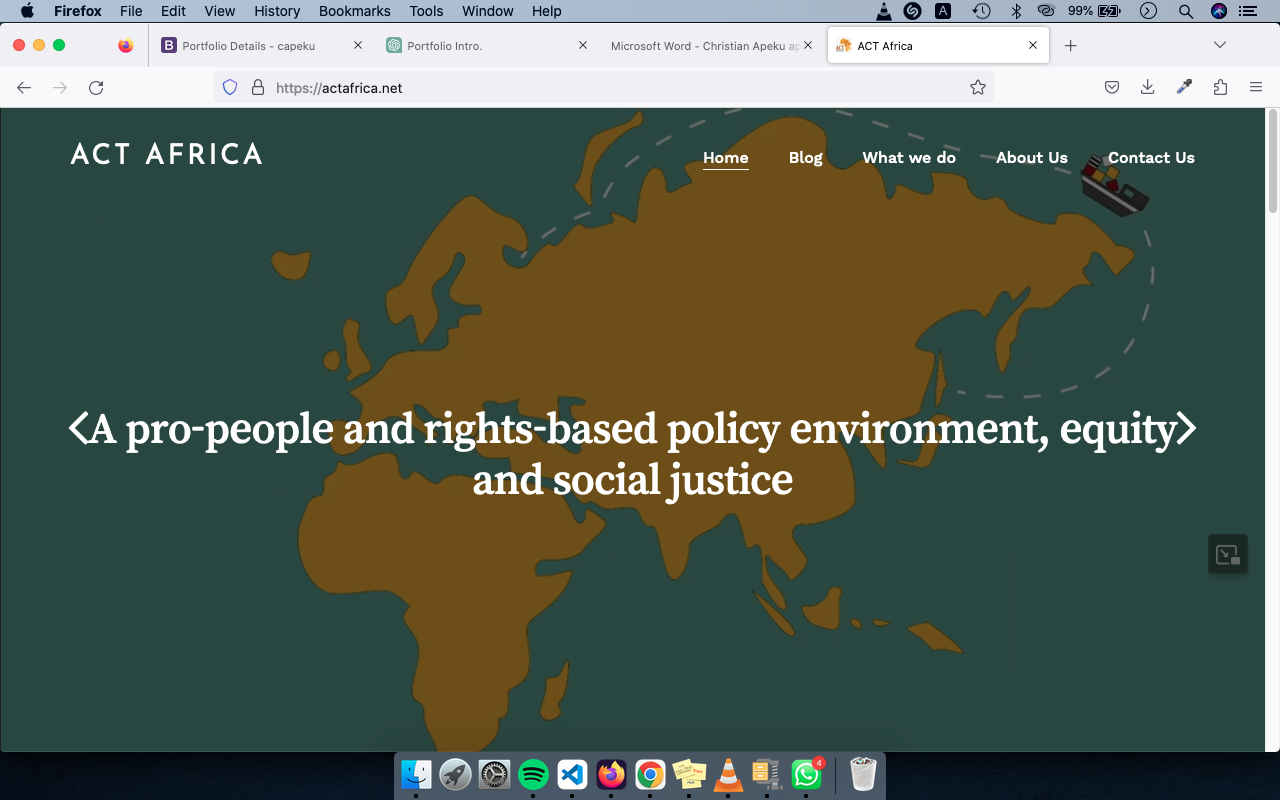 Firefox File Edit View History Bookmarks Tools Window Help
A
99%
B Portfolio Details - capeku
Portfolio Intro.
Microsoft Word - Christian Apeku ap
ACT Africa
https://actafrica.net
ACT AFRICA
Home Blog What we do About Us Contact Us
A pro-people and rights-based policy environment, equity
and social justice
4